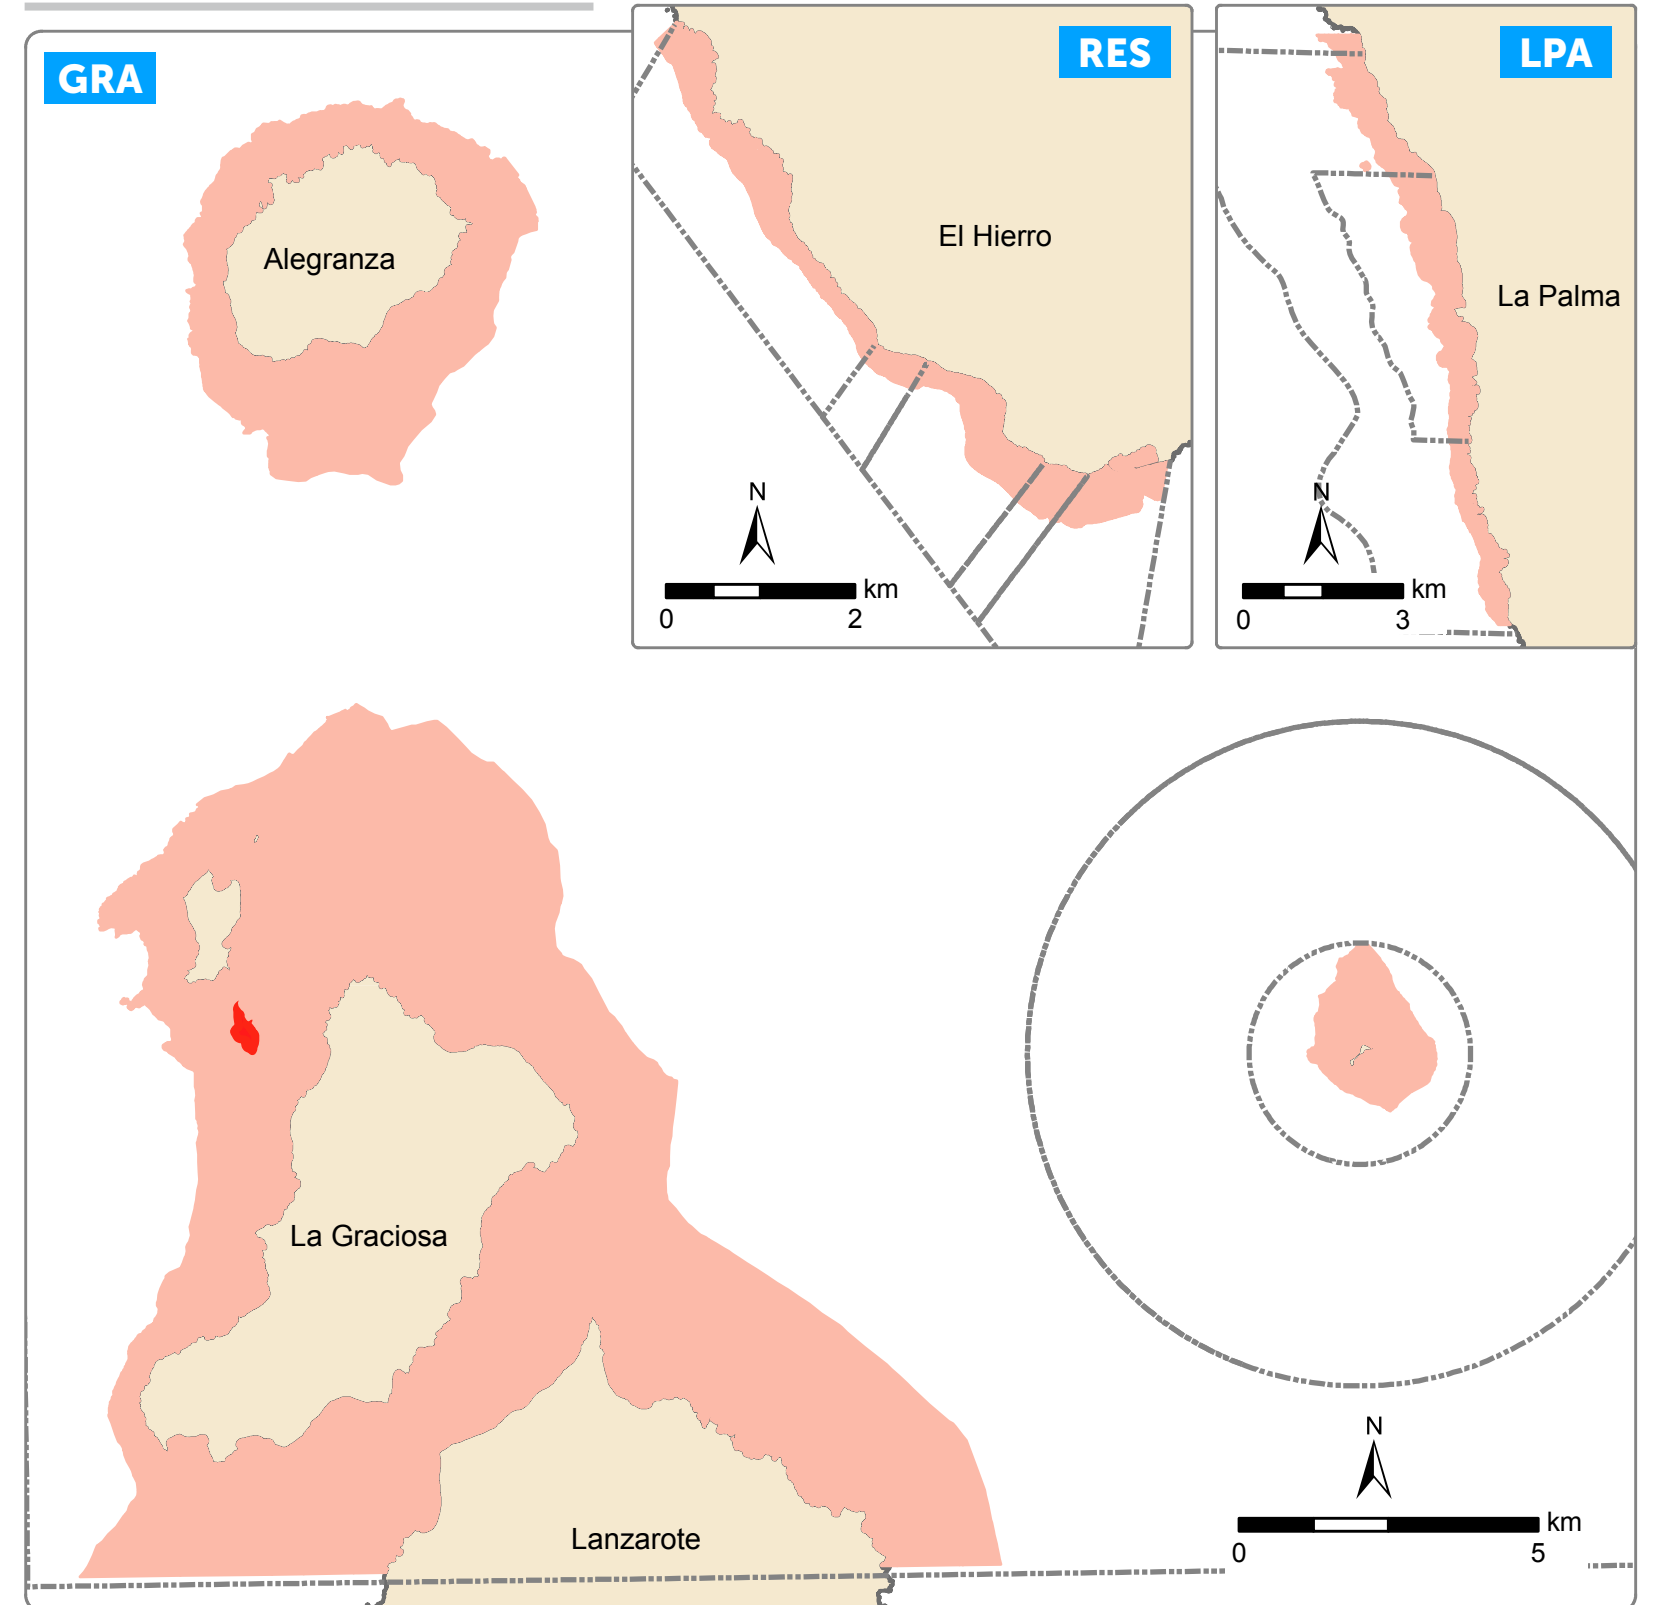 GRA
Alegranza
RES
El Hierro
N
km
0 2
LPA
La Palma
N
km
0 3
La Graciosa
Lanzarote
N
km
0 5